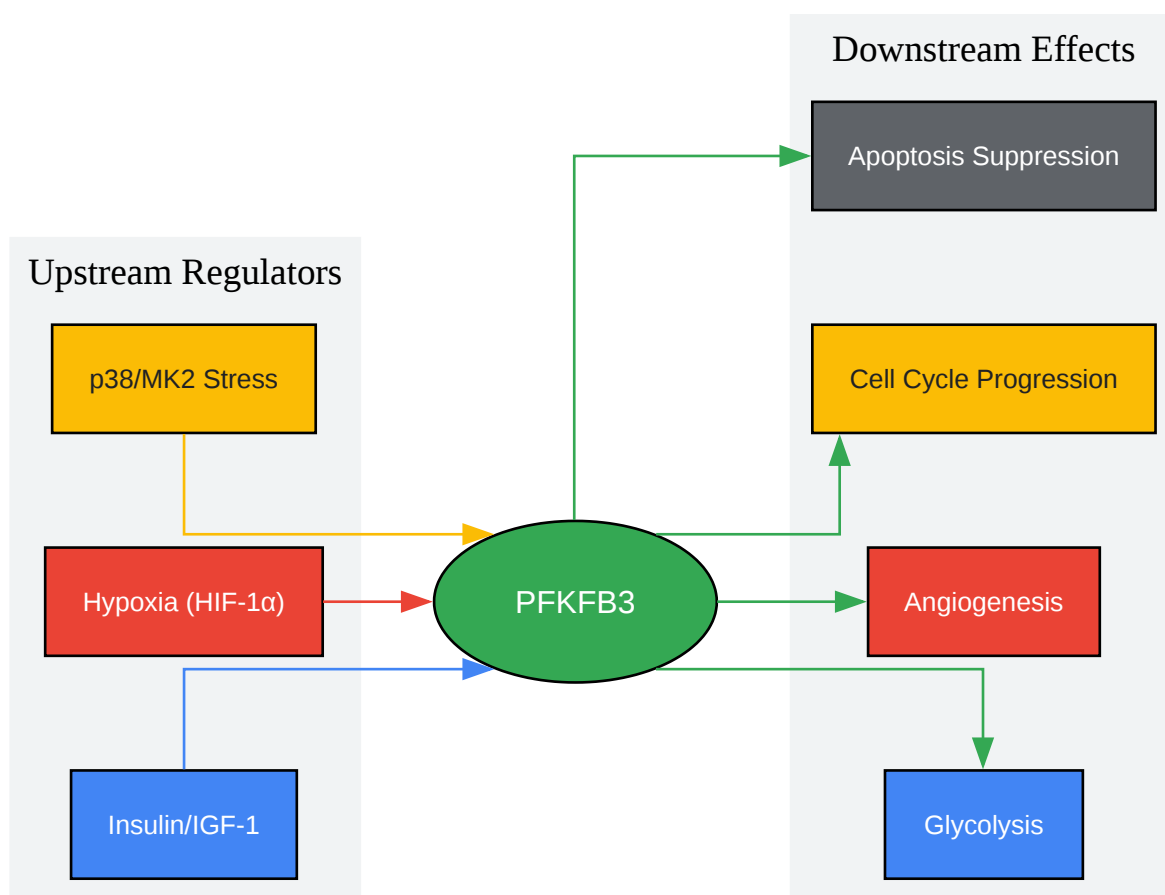 Upstream Regulators
p38/MK2 Stress
Hypoxia (HIF-1α)
Insulin/IGF-1
PFKFB3
Downstream Effects
Apoptosis Suppression
Cell Cycle Progression
Angiogenesis
Glycolysis